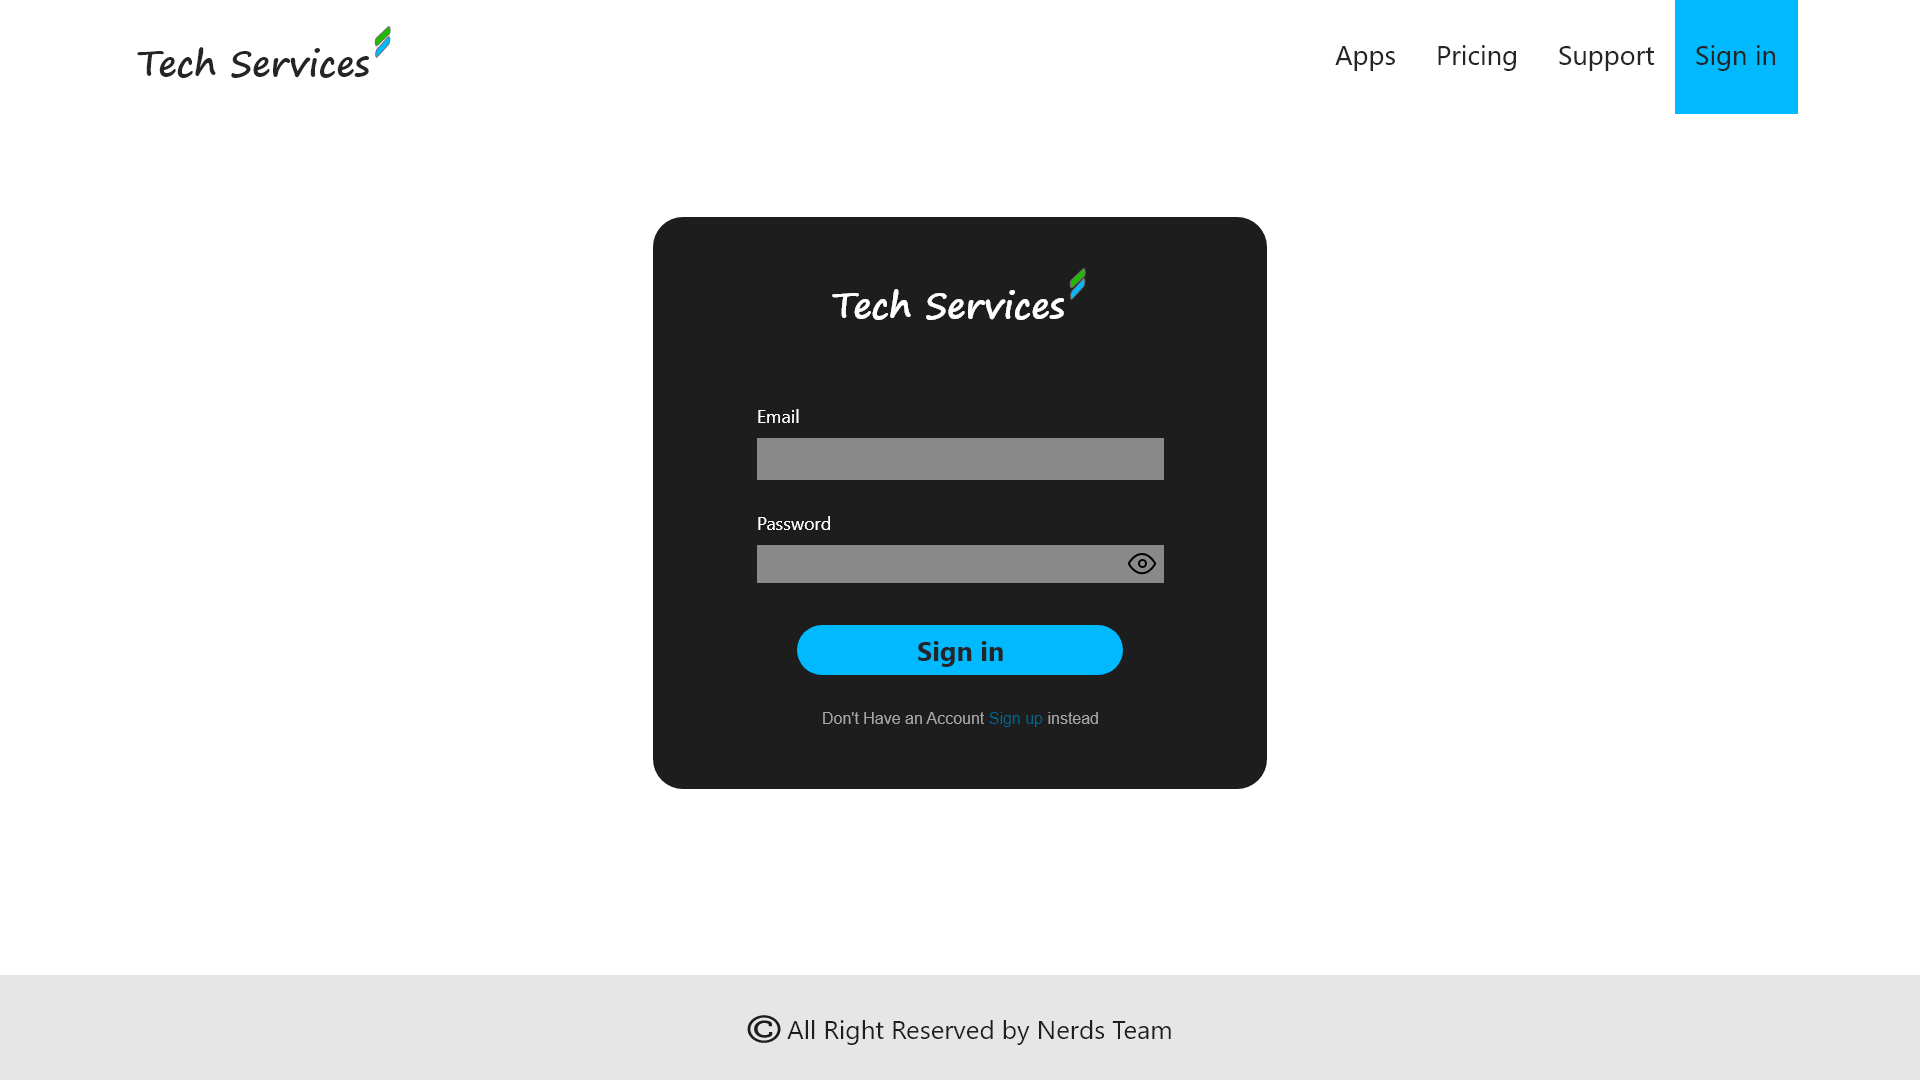 Tech Services
Apps Pricing Support Sign in
Tech Services
Email
Password
Sign in
Don't Have an Account Sign up instead
© All Right Reserved by Nerds Team